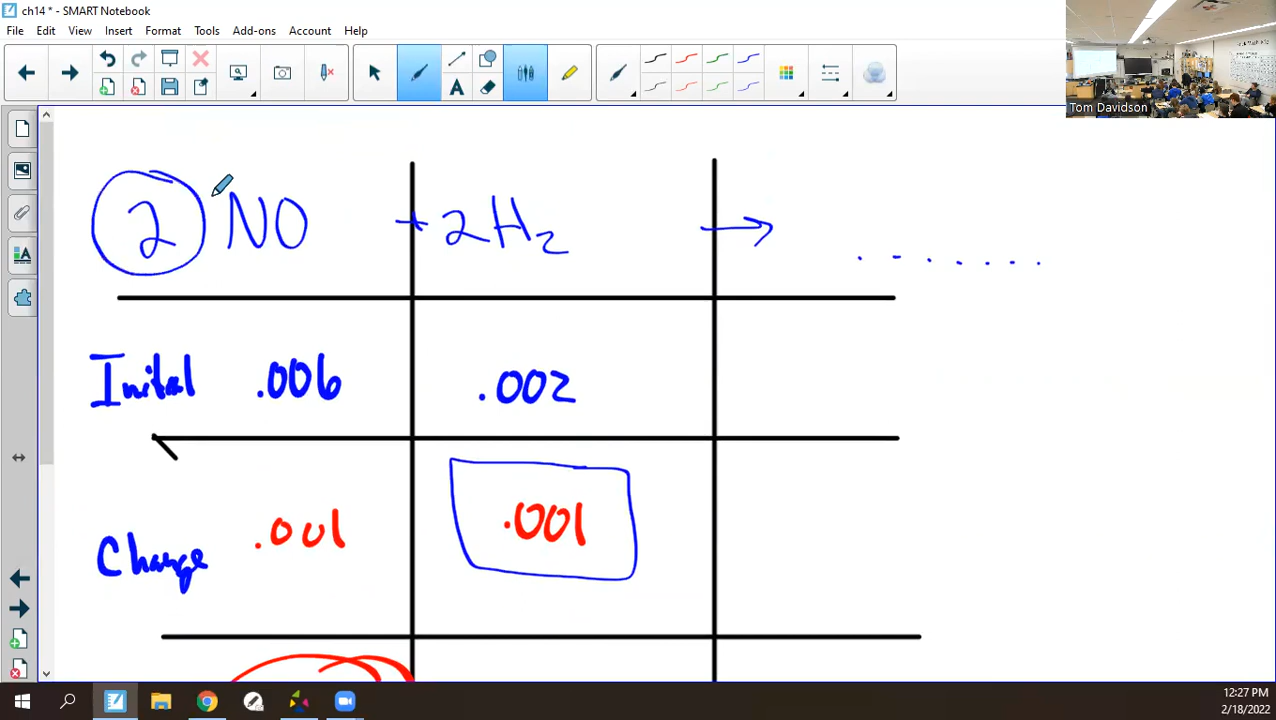 ch14 * - SMART Notebook
File Edit View Insert Format Tools Add-ons Account Help
Tom Davidson
2 NO + 2H2 → .......
Inital .006 .002
Change .001 .001
12:27 PM
2/18/2022